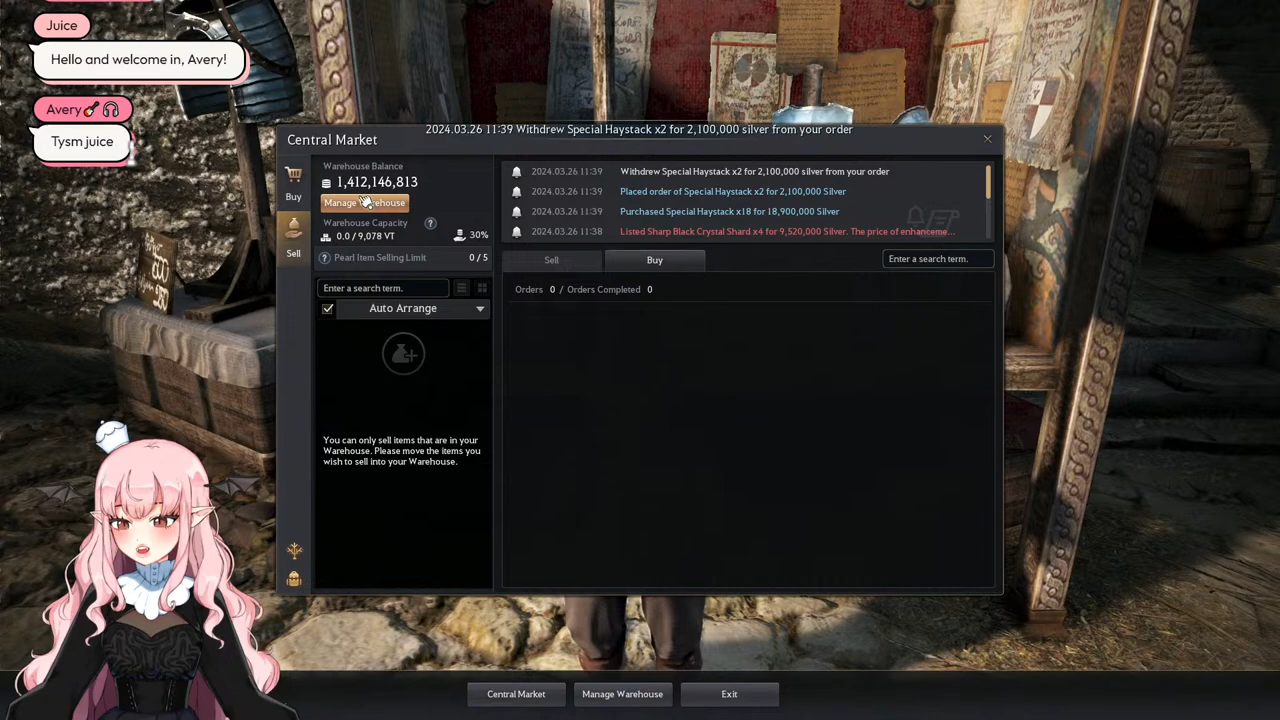 Juice
Hello and welcome in, Avery!
Avery
Tysm juice
2024.03.26 11:39 Withdrew Special Haystack x2 for 2,100,000 silver from your order
Central Market
Buy
Sell
Warehouse Balance
1,412,146,813
Manage Warehouse
Warehouse Capacity ?
0.0 / 9,078 VT 30%
? Pearl Item Selling Limit 0 / 5
Enter a search term.
Auto Arrange
You can only sell items that are in your
Warehouse. Please move the items you
wish to sell into your Warehouse.
2024.03.26 11:39 Withdrew Special Haystack x2 for 2,100,000 silver from your order
2024.03.26 11:39 Placed order of Special Haystack x2 for 2,100,000 Silver
2024.03.26 11:39 Purchased Special Haystack x18 for 18,900,000 Silver
2024.03.26 11:38 Listed Sharp Black Crystal Shard x4 for 9,520,000 Silver. The price of enhanceme...
Sell Buy Enter a search term.
Orders 0 / Orders Completed 0
Central Market Manage Warehouse Exit